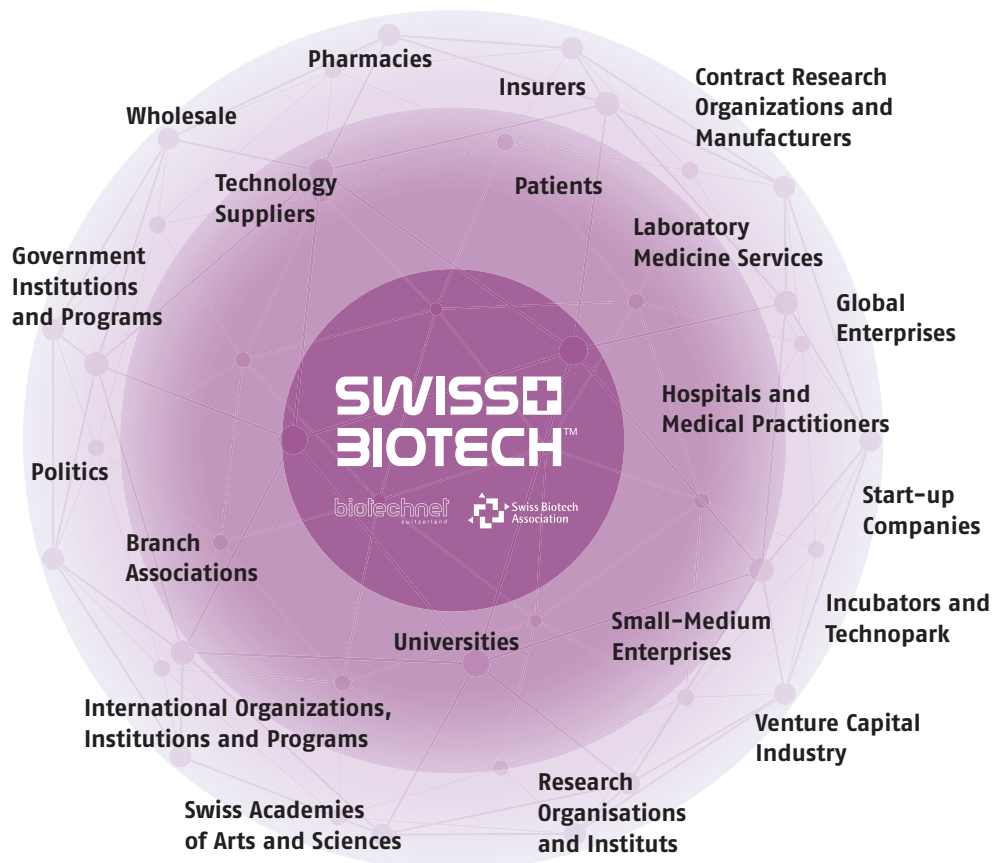 Pharmacies
Insurers
Contract Research
Organizations and
Manufacturers
Wholesale
Technology
Suppliers
Patients
Laboratory
Medicine Services
Government
Institutions
and Programs
Global
Enterprises
SWISS
BIOTECH™
Hospitals and
Medical Practitioners
Politics
biotechnet
switzerland
Swiss Biotech
Association
Start-up
Companies
Branch
Associations
Incubators and
Technopark
Universities
Small-Medium
Enterprises
International Organizations,
Institutions and Programs
Venture Capital
Industry
Swiss Academies
of Arts and Sciences
Research
Organisations
and Instituts